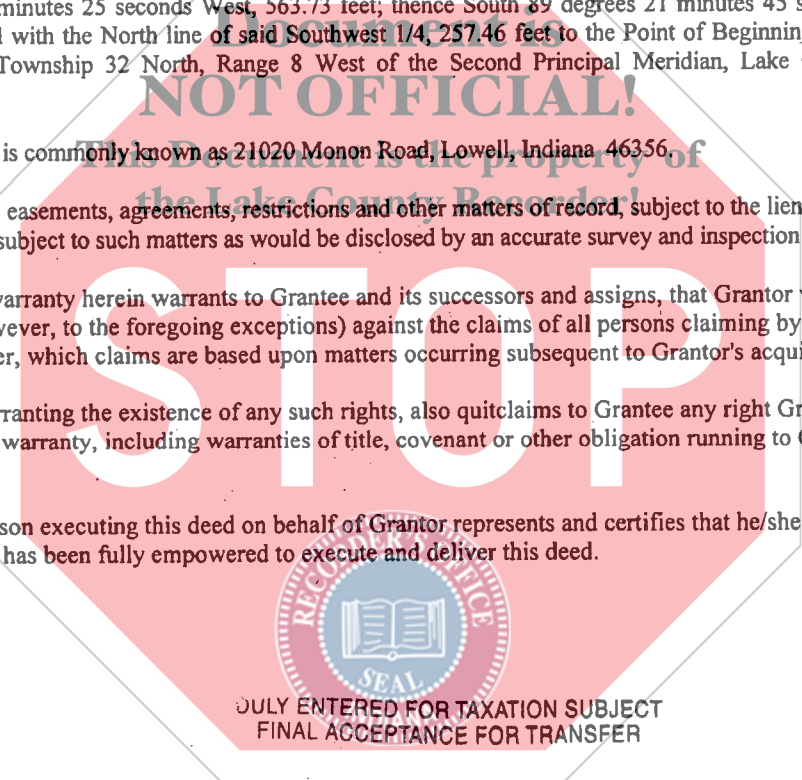 minutes 25 seconds West, 563.73 feet; thence South 89 degrees 21 minutes 45 s
with the North line of said Southwest 1/4, 257.46 feet to the Point of Beginnin
Document is
Township 32 North, Range 8 West of the Second Principal Meridian, Lake
NOT OFFICIAL!
is commonly known as 21020 Monon Road, Lowell, Indiana 46356.
This Document is the property of
the Lake County Recorder!
easements, agreements, restrictions and other matters of record, subject to the lien
subject to such matters as would be disclosed by an accurate survey and inspection
STOP
varranty herein warrants to Grantee and its successors and assigns, that Grantor
vever, to the foregoing exceptions) against the claims of all persons claiming by
er, which claims are based upon matters occurring subsequent to Grantor's acqui
rranting the existence of any such rights, also quitclaims to Grantee any right Gr
warranty, including warranties of title, covenant or other obligation running to
son executing this deed on behalf of Grantor represents and certifies that he/she
has been fully empowered to execute and deliver this deed.
RECORDER'S OFFICE
SEAL
INDIANA
DULY ENTERED FOR TAXATION SUBJECT
FINAL ACCEPTANCE FOR TRANSFER